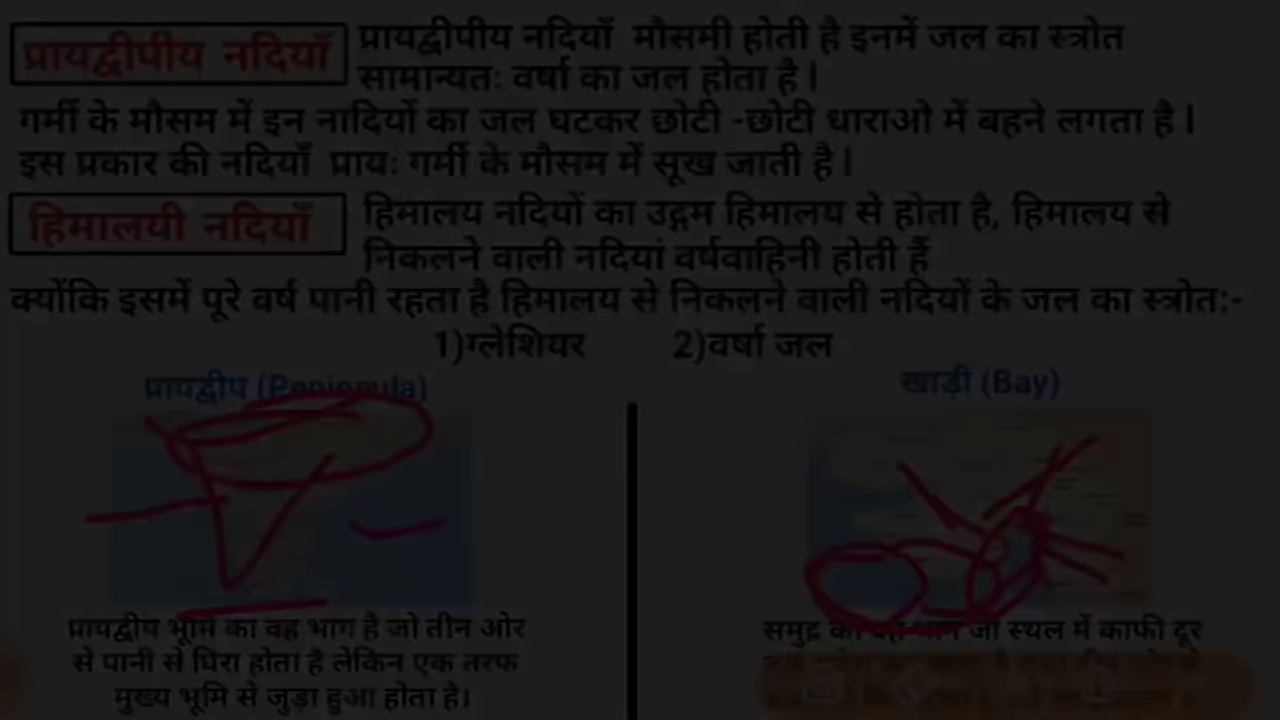 प्रायद्वीपीय नदियाँ
प्रायद्वीपीय नदियाँ मौसमी होती है इनमें जल का स्त्रोत
सामान्यतः वर्षा का जल होता है |
गर्मी के मौसम में इन नादियों का जल घटकर छोटी -छोटी धाराओ में बहने लगता है |
इस प्रकार की नदियाँ प्रायः गर्मी के मौसम में सूख जाती है |
हिमालयी नदियाँ
हिमालय नदियों का उद्गम हिमालय से होता है, हिमालय से
निकलने वाली नदियां वर्षवाहिनी होती हैं
क्योंकि इसमें पूरे वर्ष पानी रहता है हिमालय से निकलने वाली नदियों के जल का स्त्रोत:-
1)ग्लेशियर 2)वर्षा जल
प्रायद्वीप (Peninsula)
प्रायद्वीप भूमि का वह भाग है जो तीन ओर
से पानी से घिरा होता है लेकिन एक तरफ
मुख्य भूमि से जुड़ा हुआ होता है।
खाड़ी (Bay)
समुद्र का वह भाग जो स्थल में काफी दूर